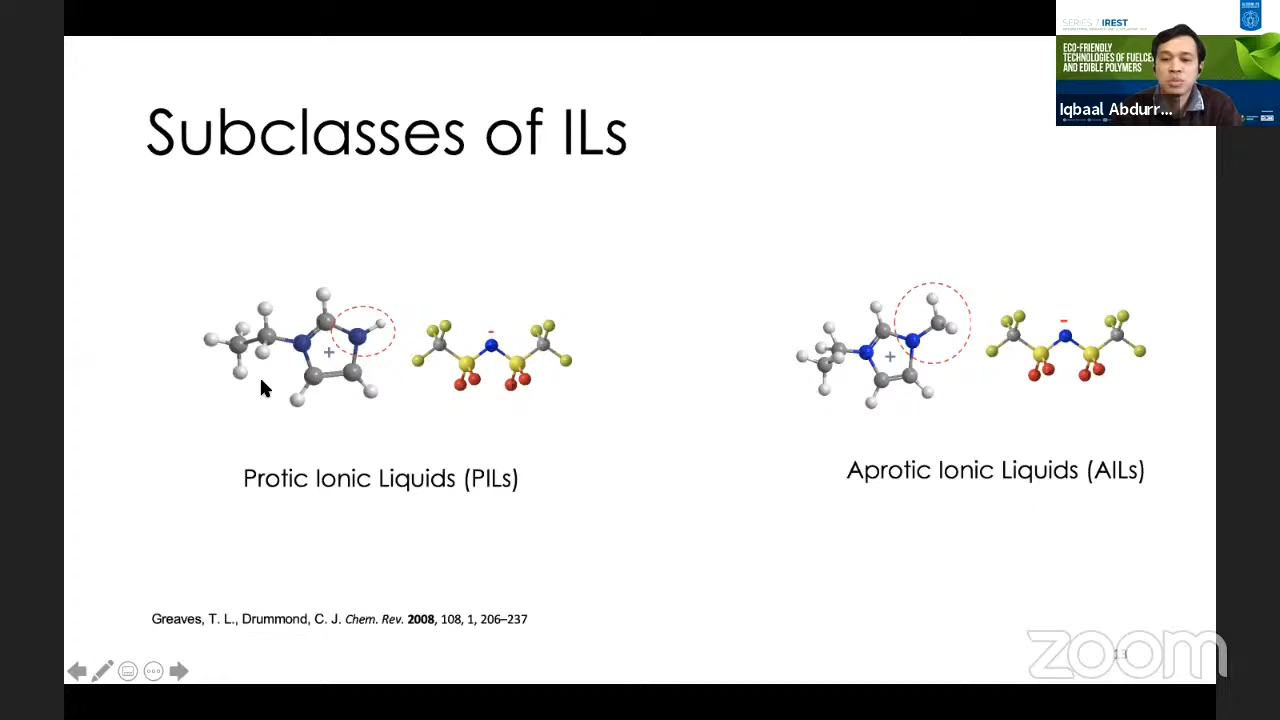 SERIES 7 IREST
ECO-FRIENDLY
TECHNOLOGIES OF FUELCE
AND EDIBLE POLYMERS
Iqbaal Abdurr...
Subclasses of ILs
+
-
+
-
Protic Ionic Liquids (PILs)
Aprotic Ionic Liquids (AILs)
Greaves, T. L., Drummond, C. J. Chem. Rev. 2008, 108, 1, 206–237
13
zoom